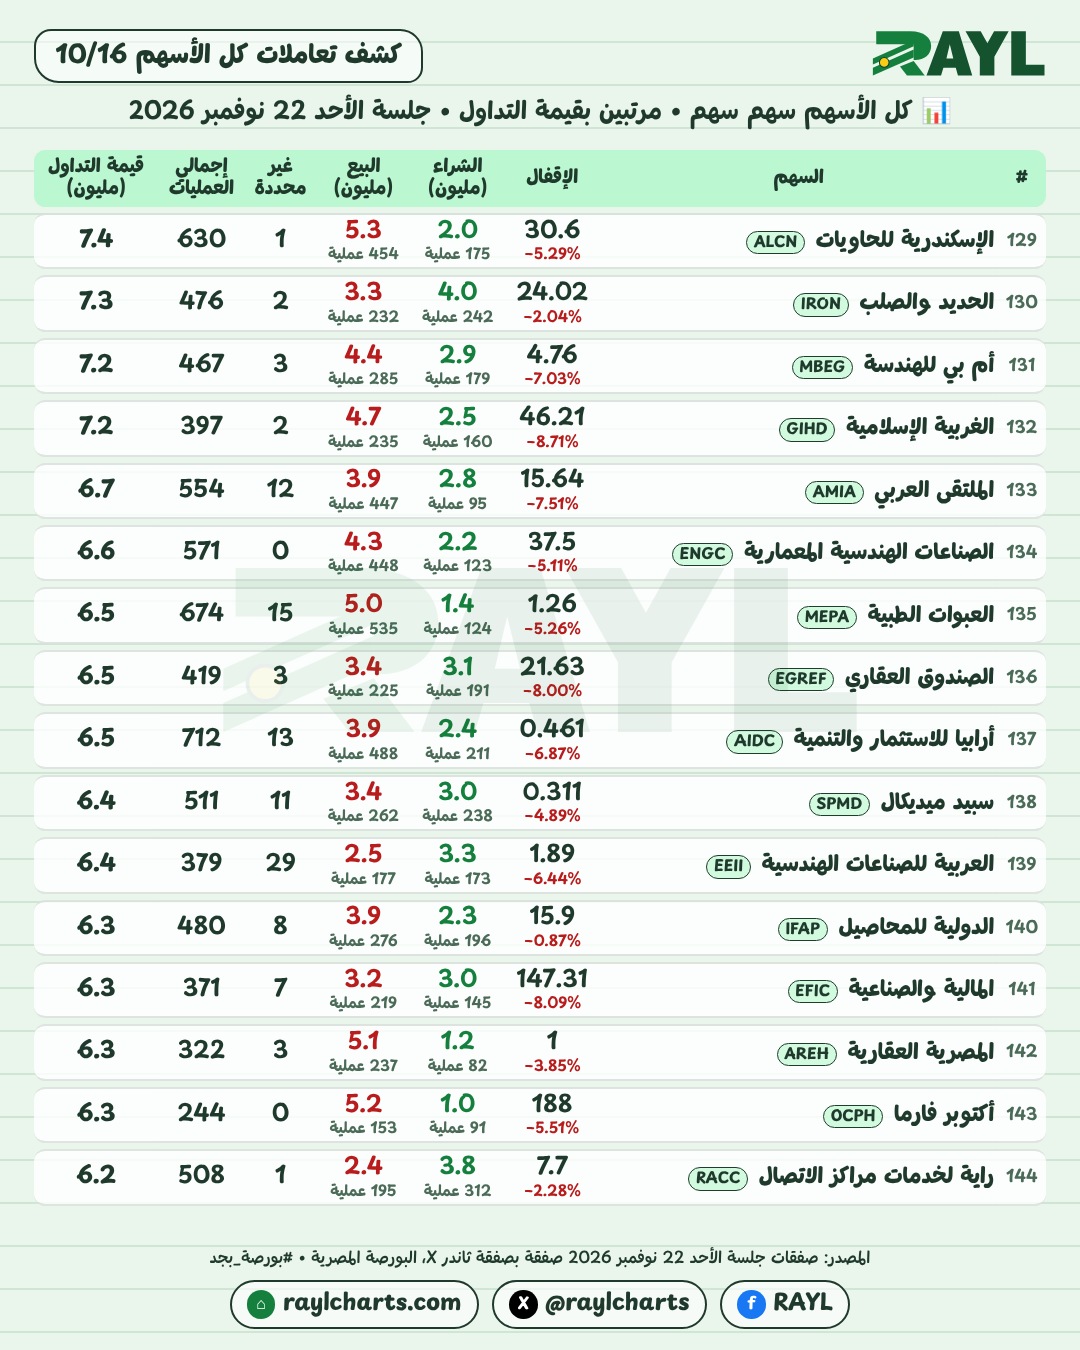 RAYL
كشف تعاملات كل الأسهم 10/16
📊 كل الأسهم سهم سهم • مرتبين بقيمة التداول • جلسة الأحد 22 نوفمبر 2026
# السهم الإقفال الشراء (مليون) البيع (مليون) غير محددة إجمالي العمليات قيمة التداول (مليون)
129 الإسكندرية للحاويات ALCN 30.6 2.0 5.3 1 630 7.4
-5.29% 175 عملية 454 عملية
130 الحديد والصلب IRON 24.02 4.0 3.3 2 476 7.3
-2.04% 242 عملية 232 عملية
131 أم بي للهندسة MBEG 4.76 2.9 4.4 3 467 7.2
-7.03% 179 عملية 285 عملية
132 الغربية الإسلامية GIHD 46.21 2.5 4.7 2 397 7.2
-8.71% 160 عملية 235 عملية
133 الملتقى العربي AMIA 15.64 2.8 3.9 12 554 6.7
-7.51% 95 عملية 447 عملية
134 الصناعات الهندسية المعمارية ENGC 37.5 2.2 4.3 0 571 6.6
-5.11% 123 عملية 448 عملية
135 العبوات الطبية MEPA 1.26 1.4 5.0 15 674 6.5
-5.26% 124 عملية 535 عملية
136 الصندوق العقاري EGREF 21.63 3.1 3.4 3 419 6.5
-8.00% 191 عملية 225 عملية
137 أرابيا للاستثمار والتنمية AIDC 0.461 2.4 3.9 13 712 6.5
-6.87% 211 عملية 488 عملية
138 سبيد ميديكال SPMD 0.311 3.0 3.4 11 511 6.4
-4.89% 238 عملية 262 عملية
139 العربية للصناعات الهندسية EEII 1.89 3.3 2.5 29 379 6.4
-6.44% 173 عملية 177 عملية
140 الدولية للمحاصيل IFAP 15.9 2.3 3.9 8 480 6.3
-0.87% 196 عملية 276 عملية
141 المالية والصناعية EFIC 147.31 3.0 3.2 7 371 6.3
-8.09% 145 عملية 219 عملية
142 المصرية العقارية AREH 1 1.2 5.1 3 322 6.3
-3.85% 82 عملية 237 عملية
143 أكتوبر فارما OCPH 188 1.0 5.2 0 244 6.3
-5.51% 91 عملية 153 عملية
144 راية لخدمات مراكز الاتصال RACC 7.7 3.8 2.4 1 508 6.2
-2.28% 312 عملية 195 عملية
المصدر: صفقات جلسة الأحد 22 نوفمبر 2026 صفقة بصفقة ثاندر X، البورصة المصرية • #بورصة_بجد
RAYL @raylcharts raylcharts.com